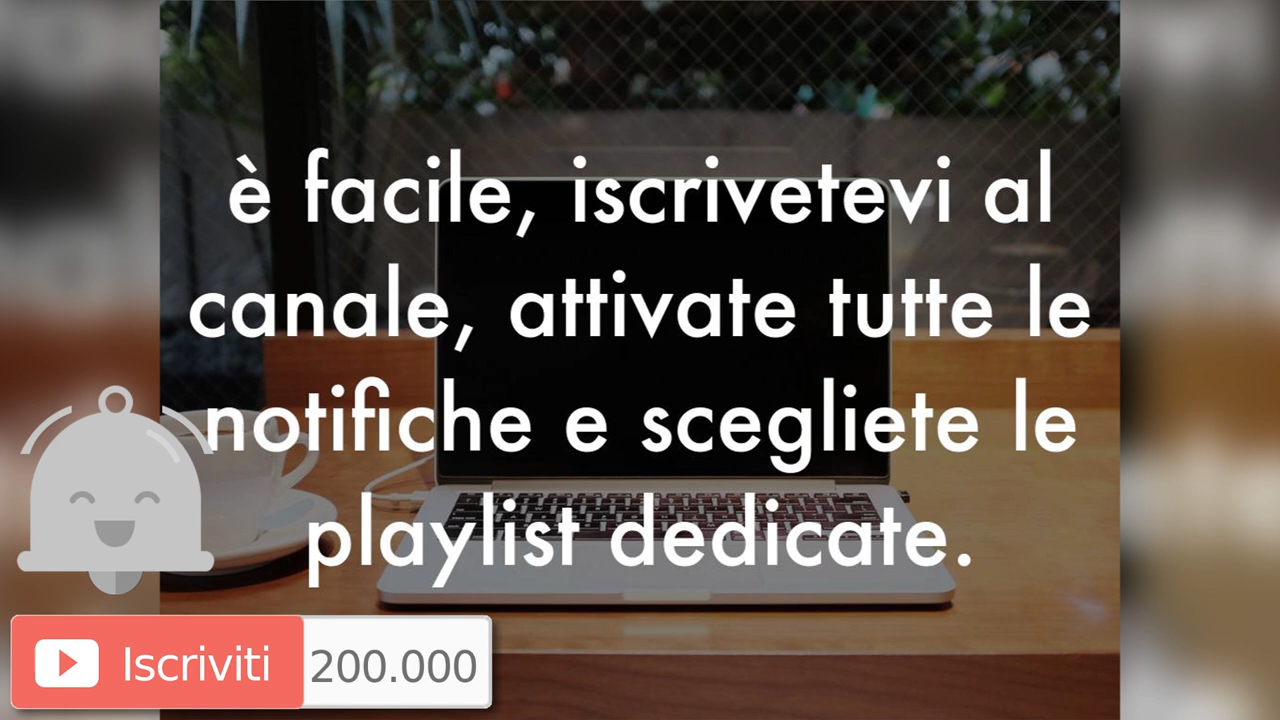 è facile, iscrivetevi al
canale, attivate tutte le
notifiche e scegliete le
playlist dedicate.
Iscriviti 200.000